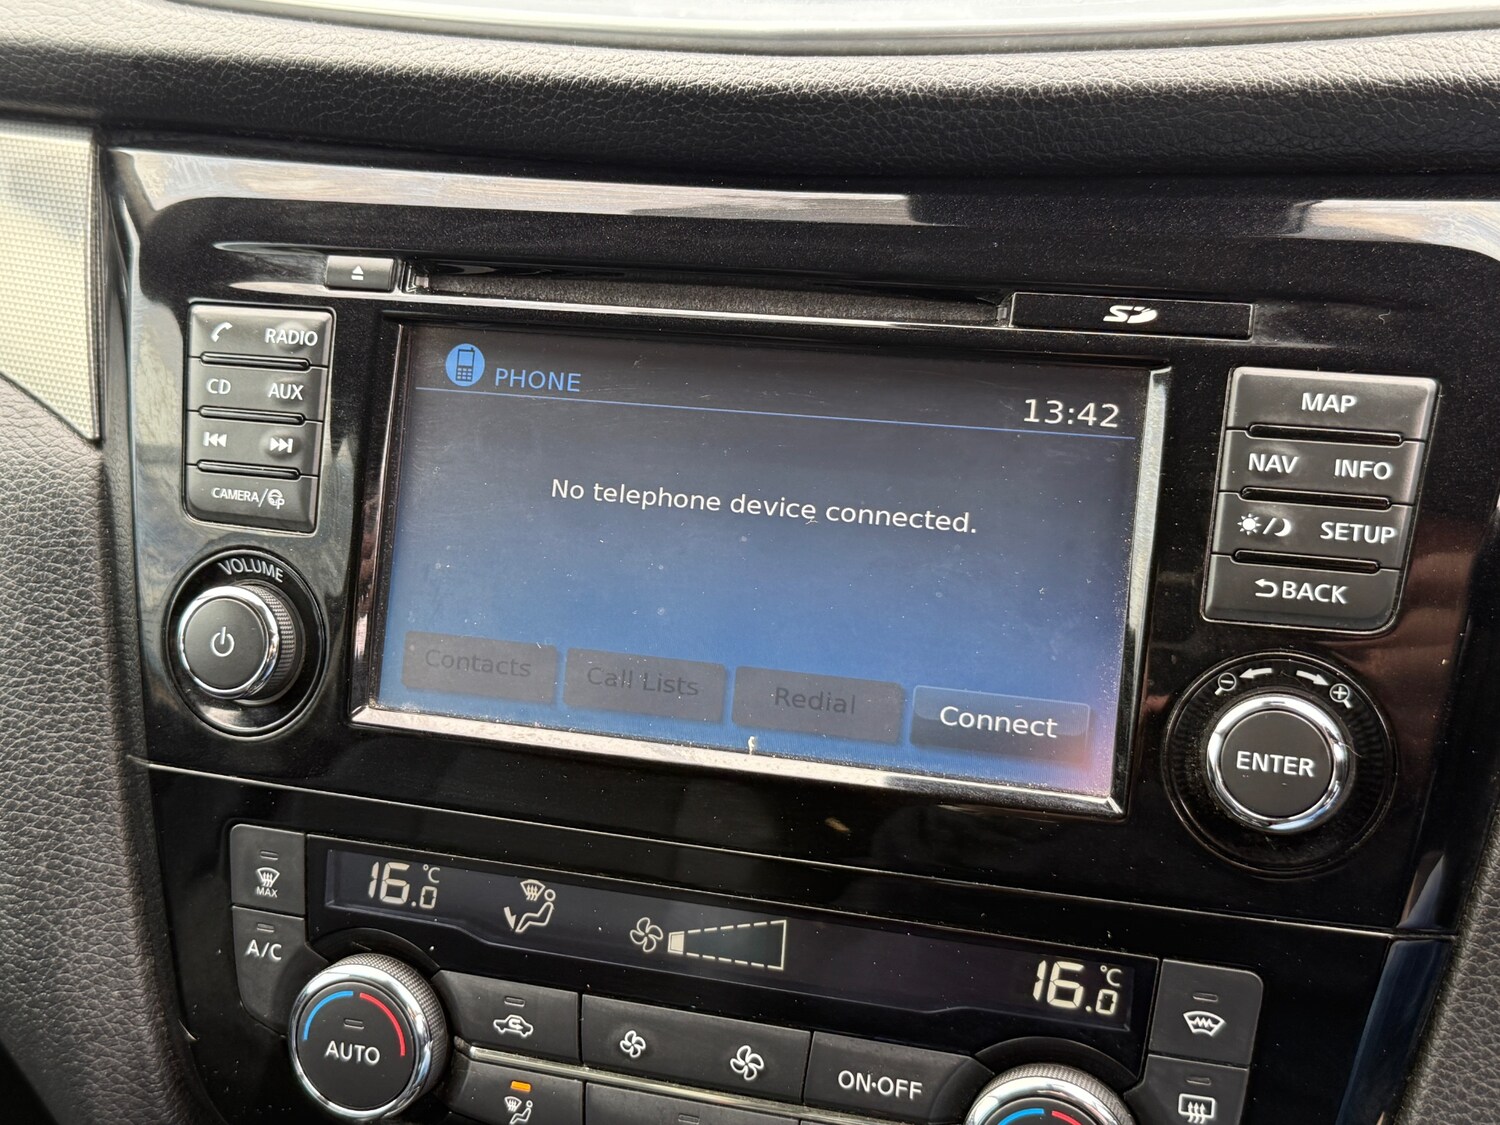 SD
RADIO
CD AUX
CAMERA/
VOLUME
PHONE
13:42
No telephone device connected.
Contacts
Call Lists
Redial
Connect
MAP
NAV INFO
SETUP
BACK
ENTER
MAX
A/C
16.0 °C
16.0 °C
AUTO
ON·OFF